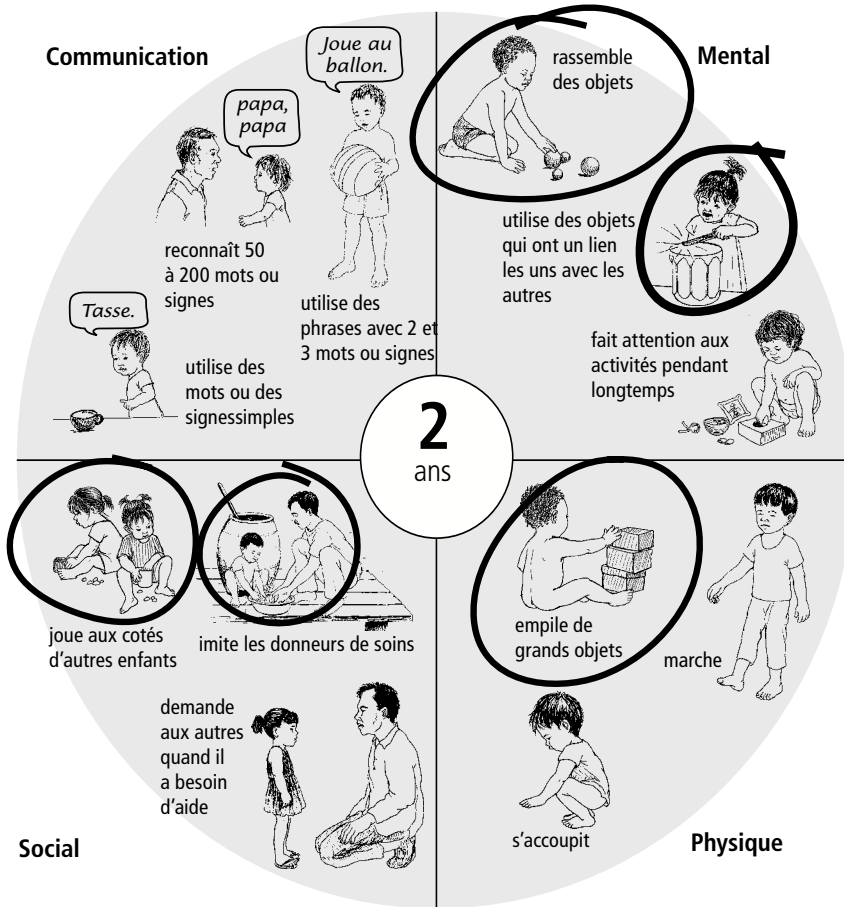 Communication
Joue au
ballon.
papa,
papa
reconnaît 50
à 200 mots ou
signes
utilise des
phrases avec 2 et
3 mots ou signes
Tasse.
utilise des
mots ou des
signessimples
Mental
rassemble
des objets
utilise des objets
qui ont un lien
les uns avec les
autres
fait attention aux
activités pendant
longtemps
2
ans
joue aux cotés
d'autres enfants
imite les donneurs de soins
demande
aux autres
quand il
a besoin
d'aide
Social
empile de
grands objets
marche
s'accoupit
Physique